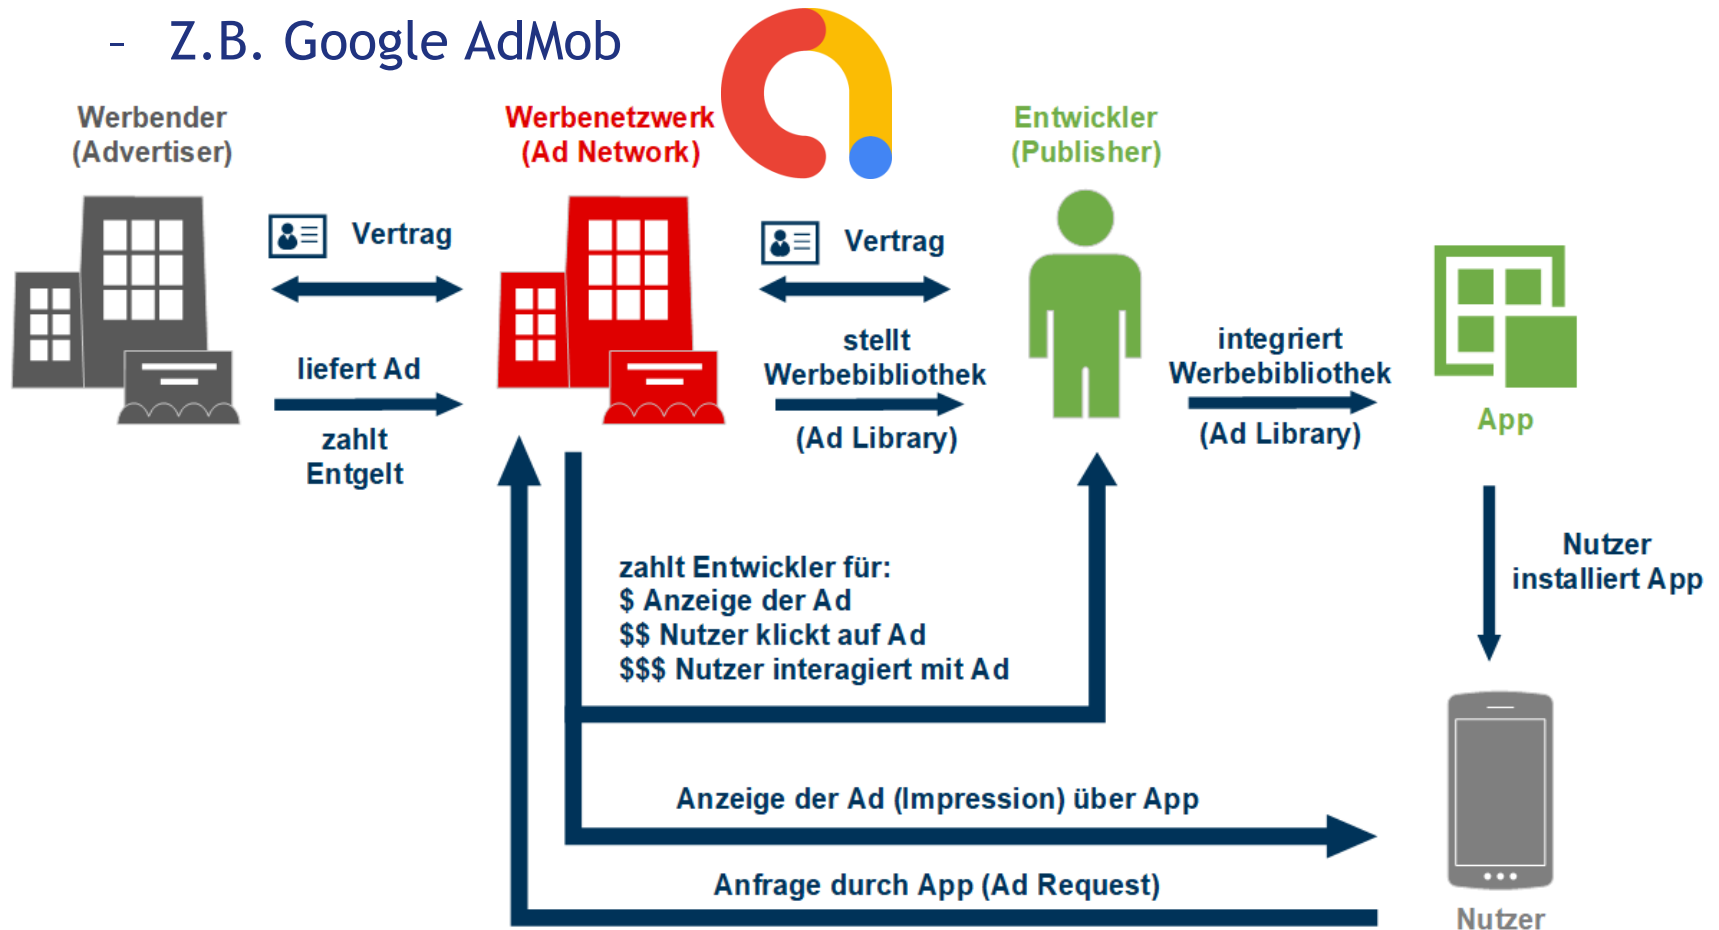 - Z.B. Google AdMob
Werbender
(Advertiser)
Werbenetzwerk
(Ad Network)
Entwickler
(Publisher)
Vertrag
Vertrag
liefert Ad
zahlt
Entgelt
stellt
Werbebibliothek
(Ad Library)
integriert
Werbebibliothek
(Ad Library)
App
Nutzer
installiert App
zahlt Entwickler für:
$ Anzeige der Ad
$$ Nutzer klickt auf Ad
$$$ Nutzer interagiert mit Ad
Anzeige der Ad (Impression) über App
Anfrage durch App (Ad Request)
Nutzer